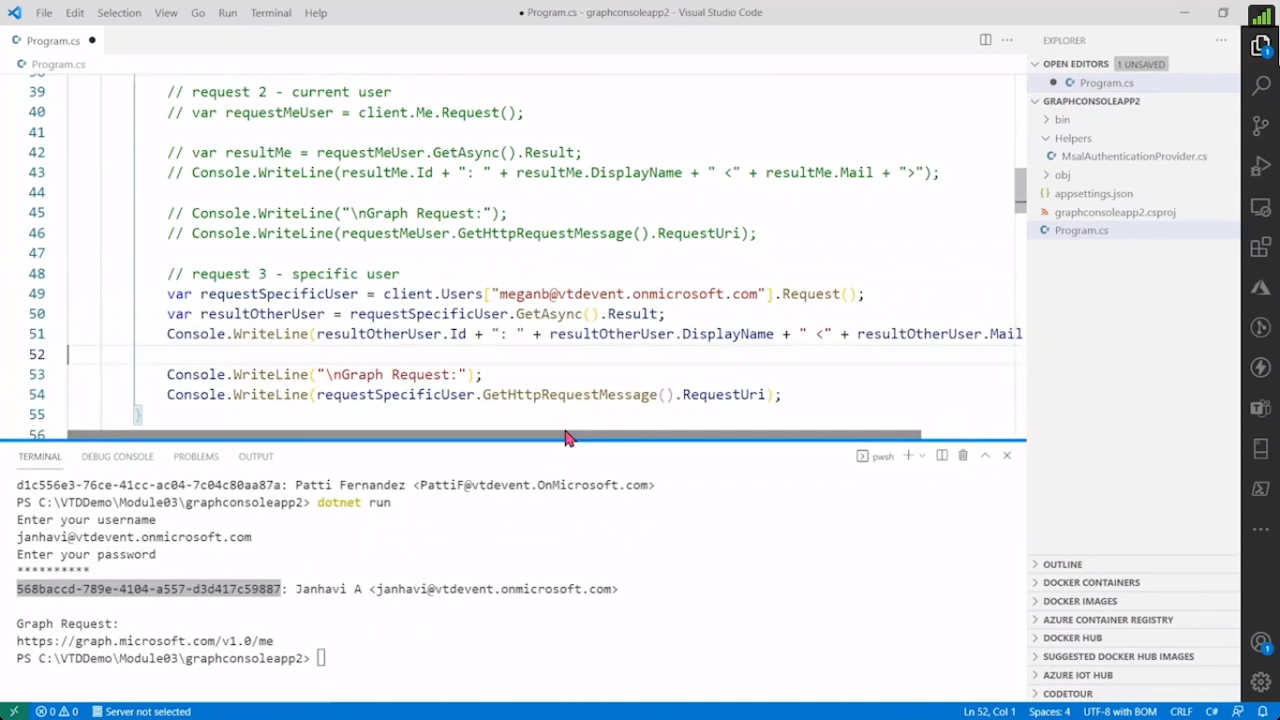 File Edit Selection View Go Run Terminal Help
● Program.cs - graphconsoleapp2 - Visual Studio Code
Program.cs ●
Program.cs
39 // request 2 - current user
40 // var requestMeUser = client.Me.Request();
41
42 // var resultMe = requestMeUser.GetAsync().Result;
43 // Console.WriteLine(resultMe.Id + ": " + resultMe.DisplayName + " <" + resultMe.Mail + ">");
44
45 // Console.WriteLine("\nGraph Request:");
46 // Console.WriteLine(requestMeUser.GetHttpRequestMessage().RequestUri);
47
48 // request 3 - specific user
49 var requestSpecificUser = client.Users["meganb@vtdevent.onmicrosoft.com"].Request();
50 var resultOtherUser = requestSpecificUser.GetAsync().Result;
51 Console.WriteLine(resultOtherUser.Id + ": " + resultOtherUser.DisplayName + " <" + resultOtherUser.Mail
52
53 Console.WriteLine("\nGraph Request:");
54 Console.WriteLine(requestSpecificUser.GetHttpRequestMessage().RequestUri);
55 }
56
TERMINAL DEBUG CONSOLE PROBLEMS OUTPUT
pwsh
d1c556e3-76ce-41cc-ac04-7c04c80aa87a: Patti Fernandez <PattiF@vtdevent.OnMicrosoft.com>
PS C:\VTDDemo\Module03\graphconsoleapp2> dotnet run
Enter your username
janhavi@vtdevent.onmicrosoft.com
Enter your password
**********
568baccd-789e-4104-a557-d3d417c59887: Janhavi A <janhavi@vtdevent.onmicrosoft.com>
Graph Request:
https://graph.microsoft.com/v1.0/me
PS C:\VTDDemo\Module03\graphconsoleapp2>
EXPLORER
OPEN EDITORS 1 UNSAVED
● Program.cs
GRAPHCONSOLEAPP2
bin
Helpers
MsalAuthenticationProvider.cs
obj
appsettings.json
graphconsoleapp2.csproj
Program.cs
OUTLINE
DOCKER CONTAINERS
DOCKER IMAGES
AZURE CONTAINER REGISTRY
DOCKER HUB
SUGGESTED DOCKER HUB IMAGES
AZURE IOT HUB
CODETOUR
1
1
0 0 Server not selected
Ln 52, Col 1 Spaces: 4 UTF-8 with BOM CRLF C#